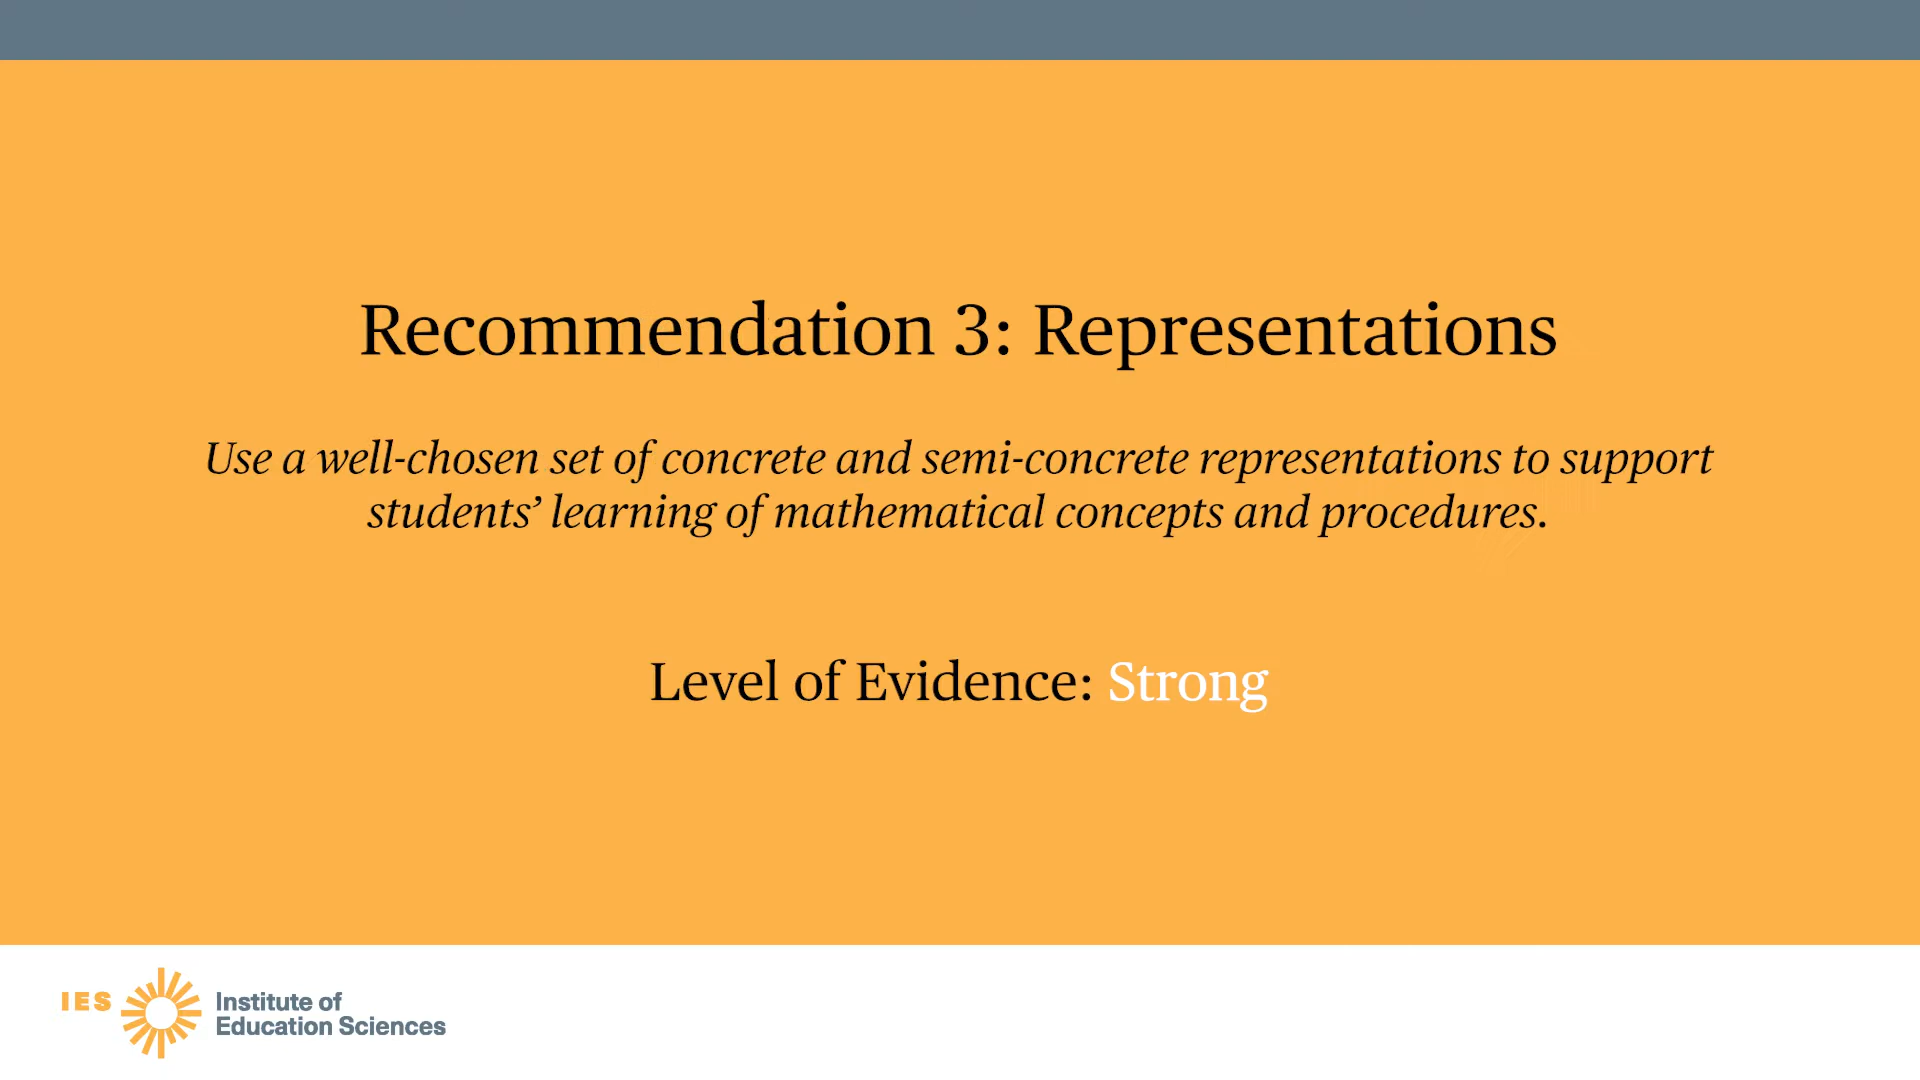 Recommendation 3: Representations
Use a well-chosen set of concrete and semi-concrete representations to support
students’ learning of mathematical concepts and procedures.
Level of Evidence: Strong
IES
Institute of
Education Sciences